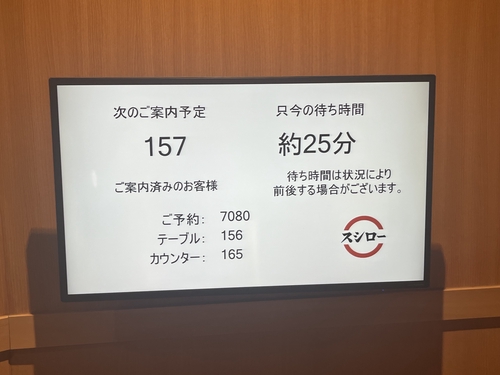 次のご案内予定
157
只今の待ち時間
約25分
待ち時間は状況により
前後する場合がございます。
ご案内済みのお客様
ご予約: 7080
テーブル: 156
カウンター: 165
スシロー